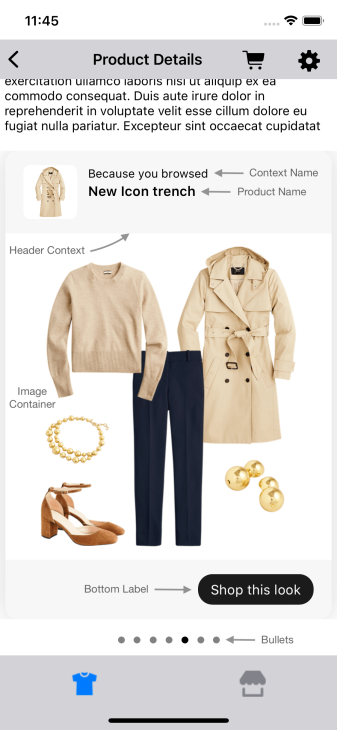 11:45
Product Details
exercitation ullamco laboris nisi ut aliquip ex ea
commodo consequat. Duis aute irure dolor in
reprehenderit in voluptate velit esse cillum dolore eu
fugiat nulla pariatur. Excepteur sint occaecat cupidatat
Because you browsed
Context Name
New Icon trench
Product Name
Header Context
Image
Container
Bottom Label
Shop this look
Bullets